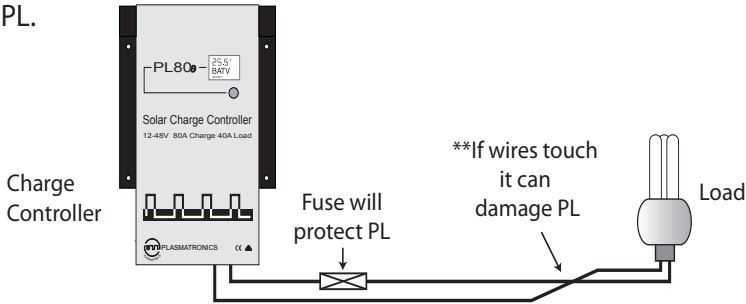 PL.
PL80
25.5V
BATV
Solar Charge Controller
12-48V 80A Charge 40A Load
PLASMATRONICS
Charge
Controller
Fuse will
protect PL
**If wires touch
it can
damage PL
Load